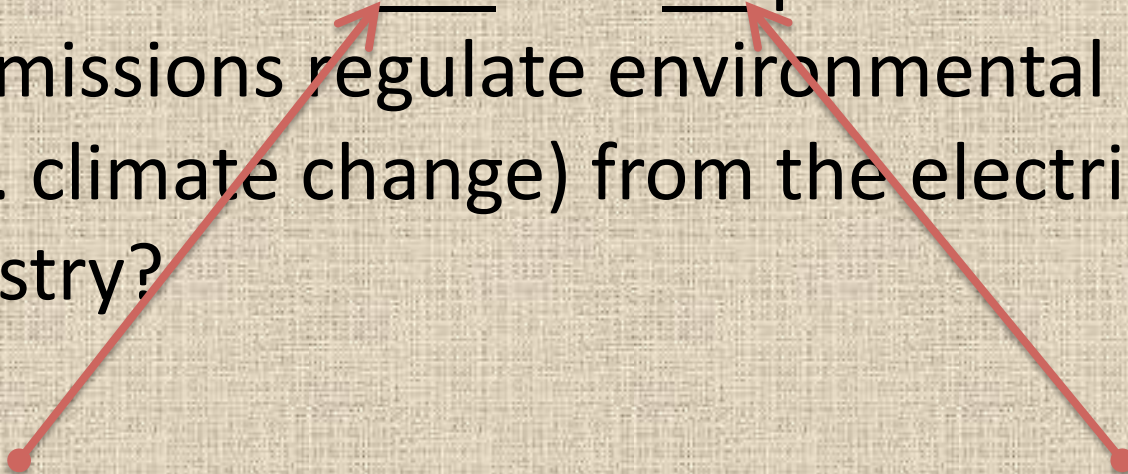 missions regulate environmental
. climate change) from the electri
stry?